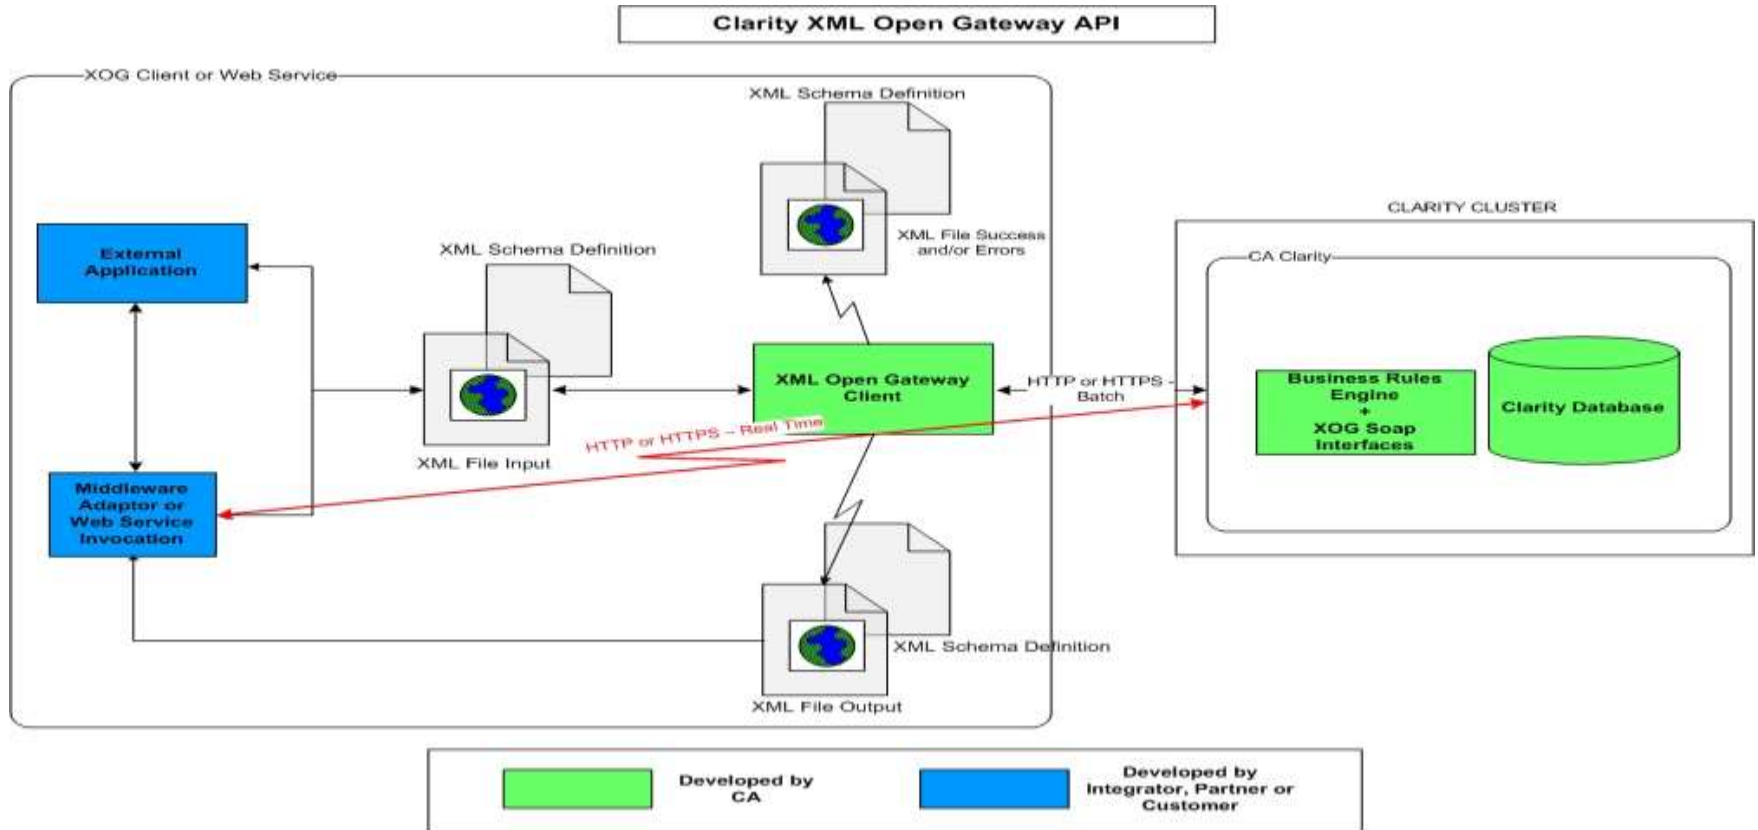 Clarity XML Open Gateway API
XOG Client or Web Service
XML Schema Definition
XML File Success
and/or Errors
CLARITY CLUSTER
CA Clarity
External
Application
XML Schema Definition
XML File Input
XML Open Gateway
Client
HTTP or HTTPS -
Batch
HTTP or HTTPS – Real Time
Business Rules
Engine
+
XOG Soap
Interfaces
Clarity Database
Middleware
Adaptor or
Web Service
Invocation
XML Schema Definition
XML File Output
Developed by
CA
Developed by
Integrator, Partner or
Customer